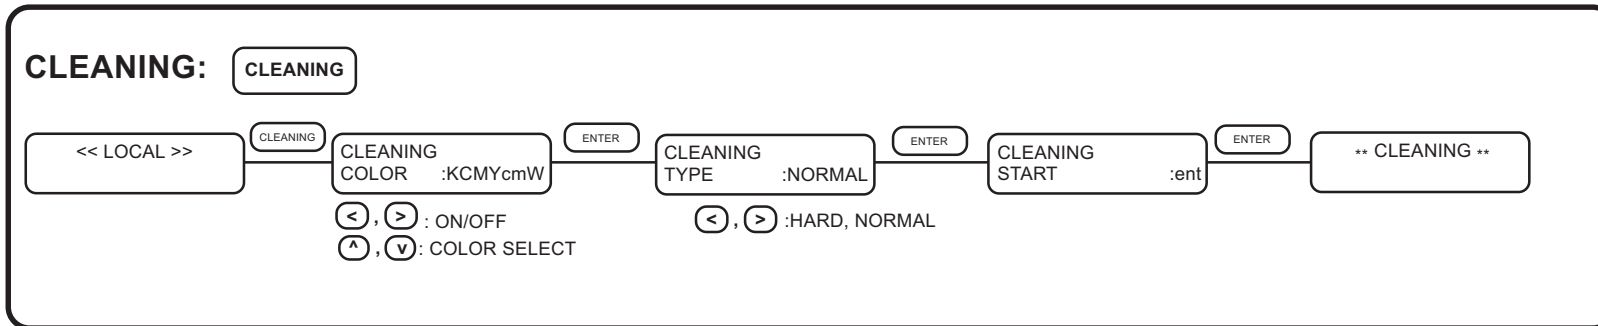 CLEANING: CLEANING
<< LOCAL >>
CLEANING
CLEANING
COLOR :KCMYcmW
< , > : ON/OFF
^ , v : COLOR SELECT
ENTER
CLEANING
TYPE :NORMAL
< , > :HARD, NORMAL
ENTER
CLEANING
START :ent
ENTER
** CLEANING **